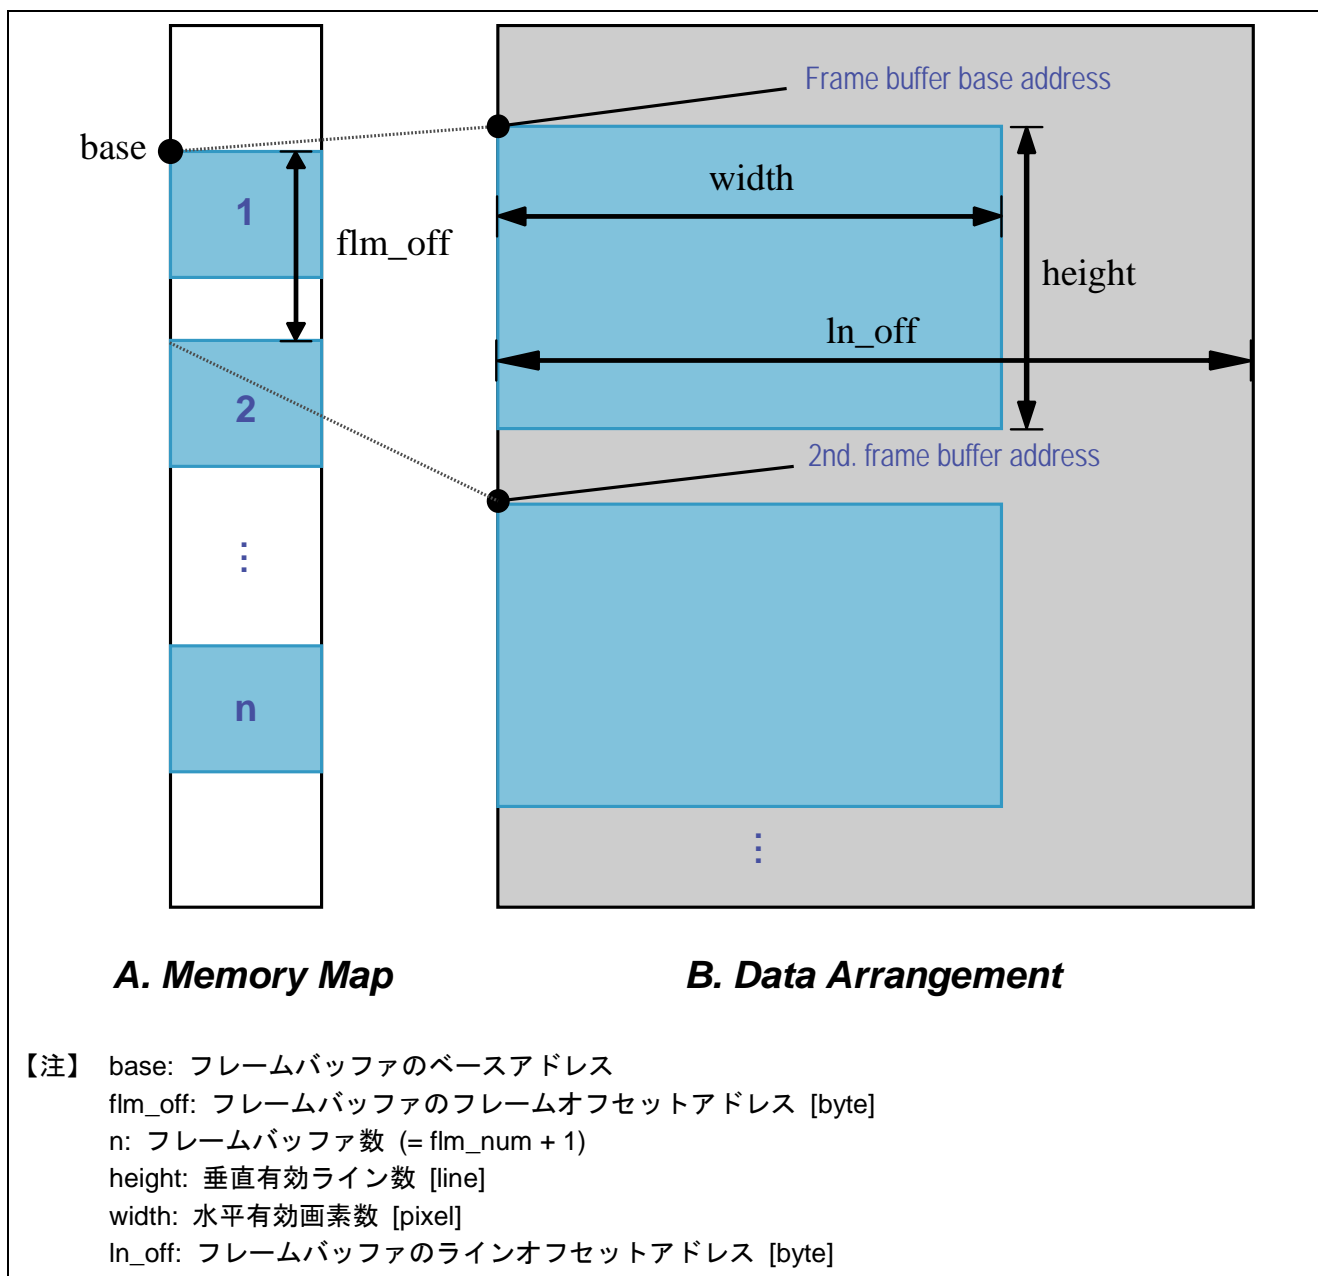 Frame buffer base address
base
1
width
flm_off
height
ln_off
2
2nd. frame buffer address
⋮
n
⋮
A. Memory Map
B. Data Arrangement
【注】 base: フレームバッファのベースアドレス
flm_off: フレームバッファのフレームオフセットアドレス [byte]
n: フレームバッファ数 (= flm_num + 1)
height: 垂直有効ライン数 [line]
width: 水平有効画素数 [pixel]
ln_off: フレームバッファのラインオフセットアドレス [byte]